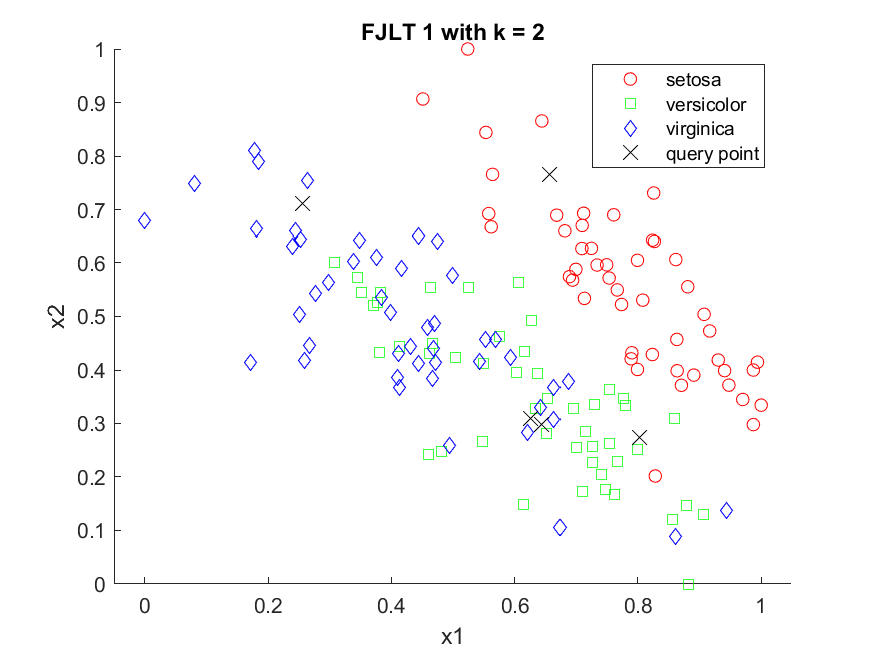 FJLT 1 with k = 2
setosa
versicolor
virginica
query point
1
0.9
0.8
0.7
0.6
0.5
0.4
0.3
0.2
0.1
0
x2
0 0.2 0.4 0.6 0.8 1
x1